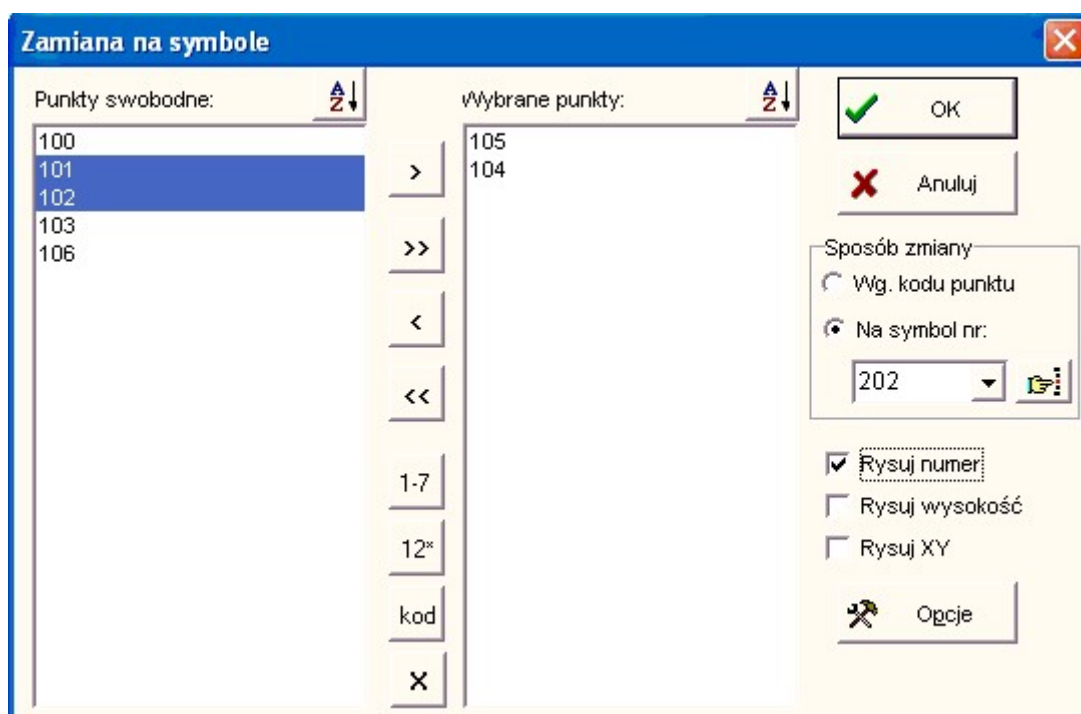 Zamiana na symbole
Punkty swobodne:
A
Z
100
101
102
103
106
>
>>
<
<<
1-7
12*
kod
X
Wybrane punkty:
A
Z
105
104
OK
Anuluj
Sposób zmiany
Wg. kodu punktu
Na symbol nr:
202
Rysuj numer
Rysuj wysokość
Rysuj XY
Opcje